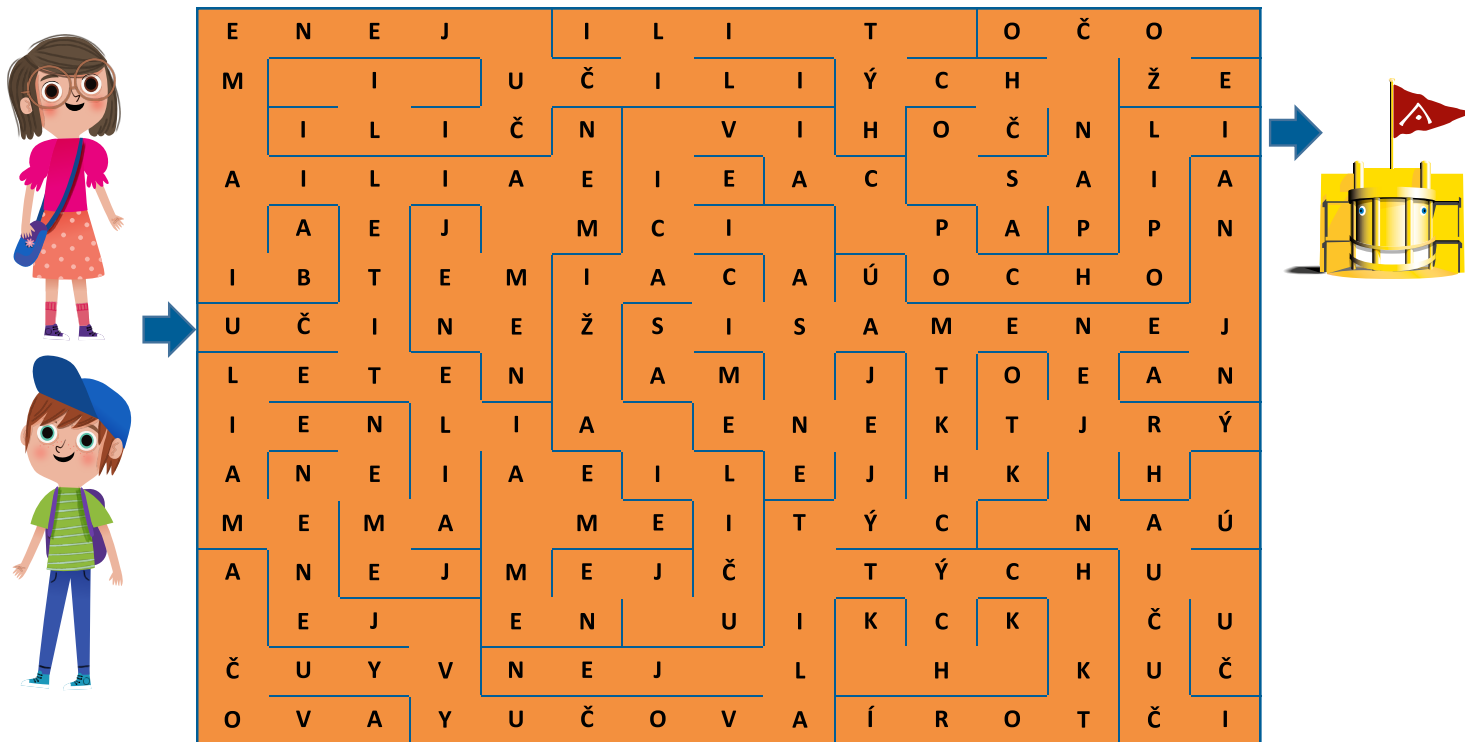 E N E J I L I T O Č O
M I U Č I L I Ý C H Ž E
I L I Č N V I H O Č N L I
A I L I A E I E A C S A I A
A E J M C I P A P P N
I B T E M I A C A Ú O C H O
U Č I N E Ž S I S A M E N E J
L E T E N A M J T O E A N
I E N L I A E N E K T J R Ý
A N E I A E I L E J H K H
M E M A M E I T Ý C N A Ú
A N E J M E J Č T Ý C H U
E J E N U I K C K Č U
Č U Y V N E J L H K U Č
O V A Y U Č O V A Í R O T Č I